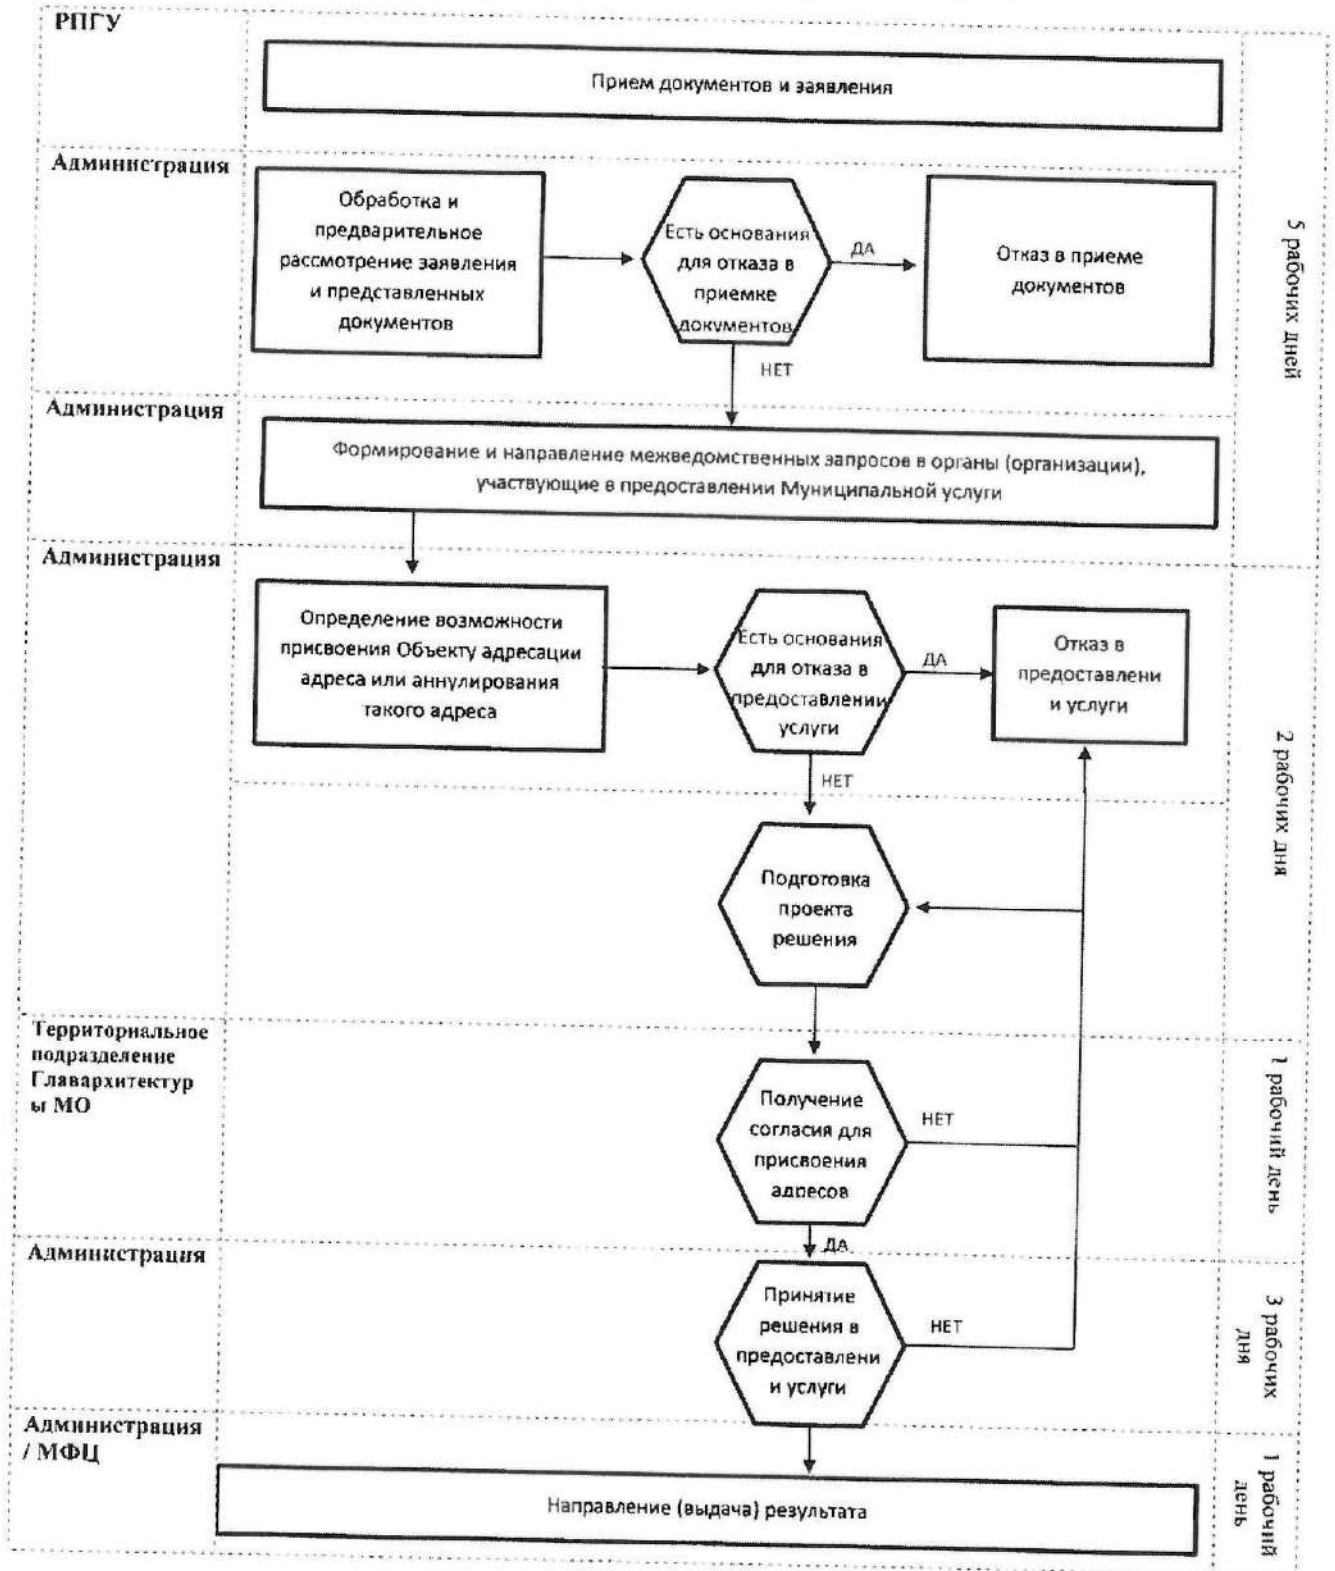 РПГУ
Прием документов и заявления
Администрация
Обработка и
предварительное
рассмотрение заявления
и представленных
документов
Есть основания
для отказа в
приемке
документов
ДА
Отказ в приеме
документов
НЕТ
5 рабочих дней
Администрация
Формирование и направление межведомственных запросов в органы (организации),
участвующие в предоставлении Муниципальной услуги
Администрация
Определение возможности
присвоения Объекту адресации
адреса или аннулирования
такого адреса
Есть основания
для отказа в
предоставлении
услуги
ДА
Отказ в
предоставлени
и услуги
НЕТ
2 рабочих дня
Подготовка
проекта
решения
Территориальное
подразделение
Главархитектур
ы МО
Получение
согласия для
присвоения
адресов
НЕТ
1 рабочий день
ДА
Администрация
Принятие
решения в
предоставлени
и услуги
НЕТ
3 рабочих
дня
Администрация
/ МФЦ
Направление (выдача) результата
1 рабочий
день